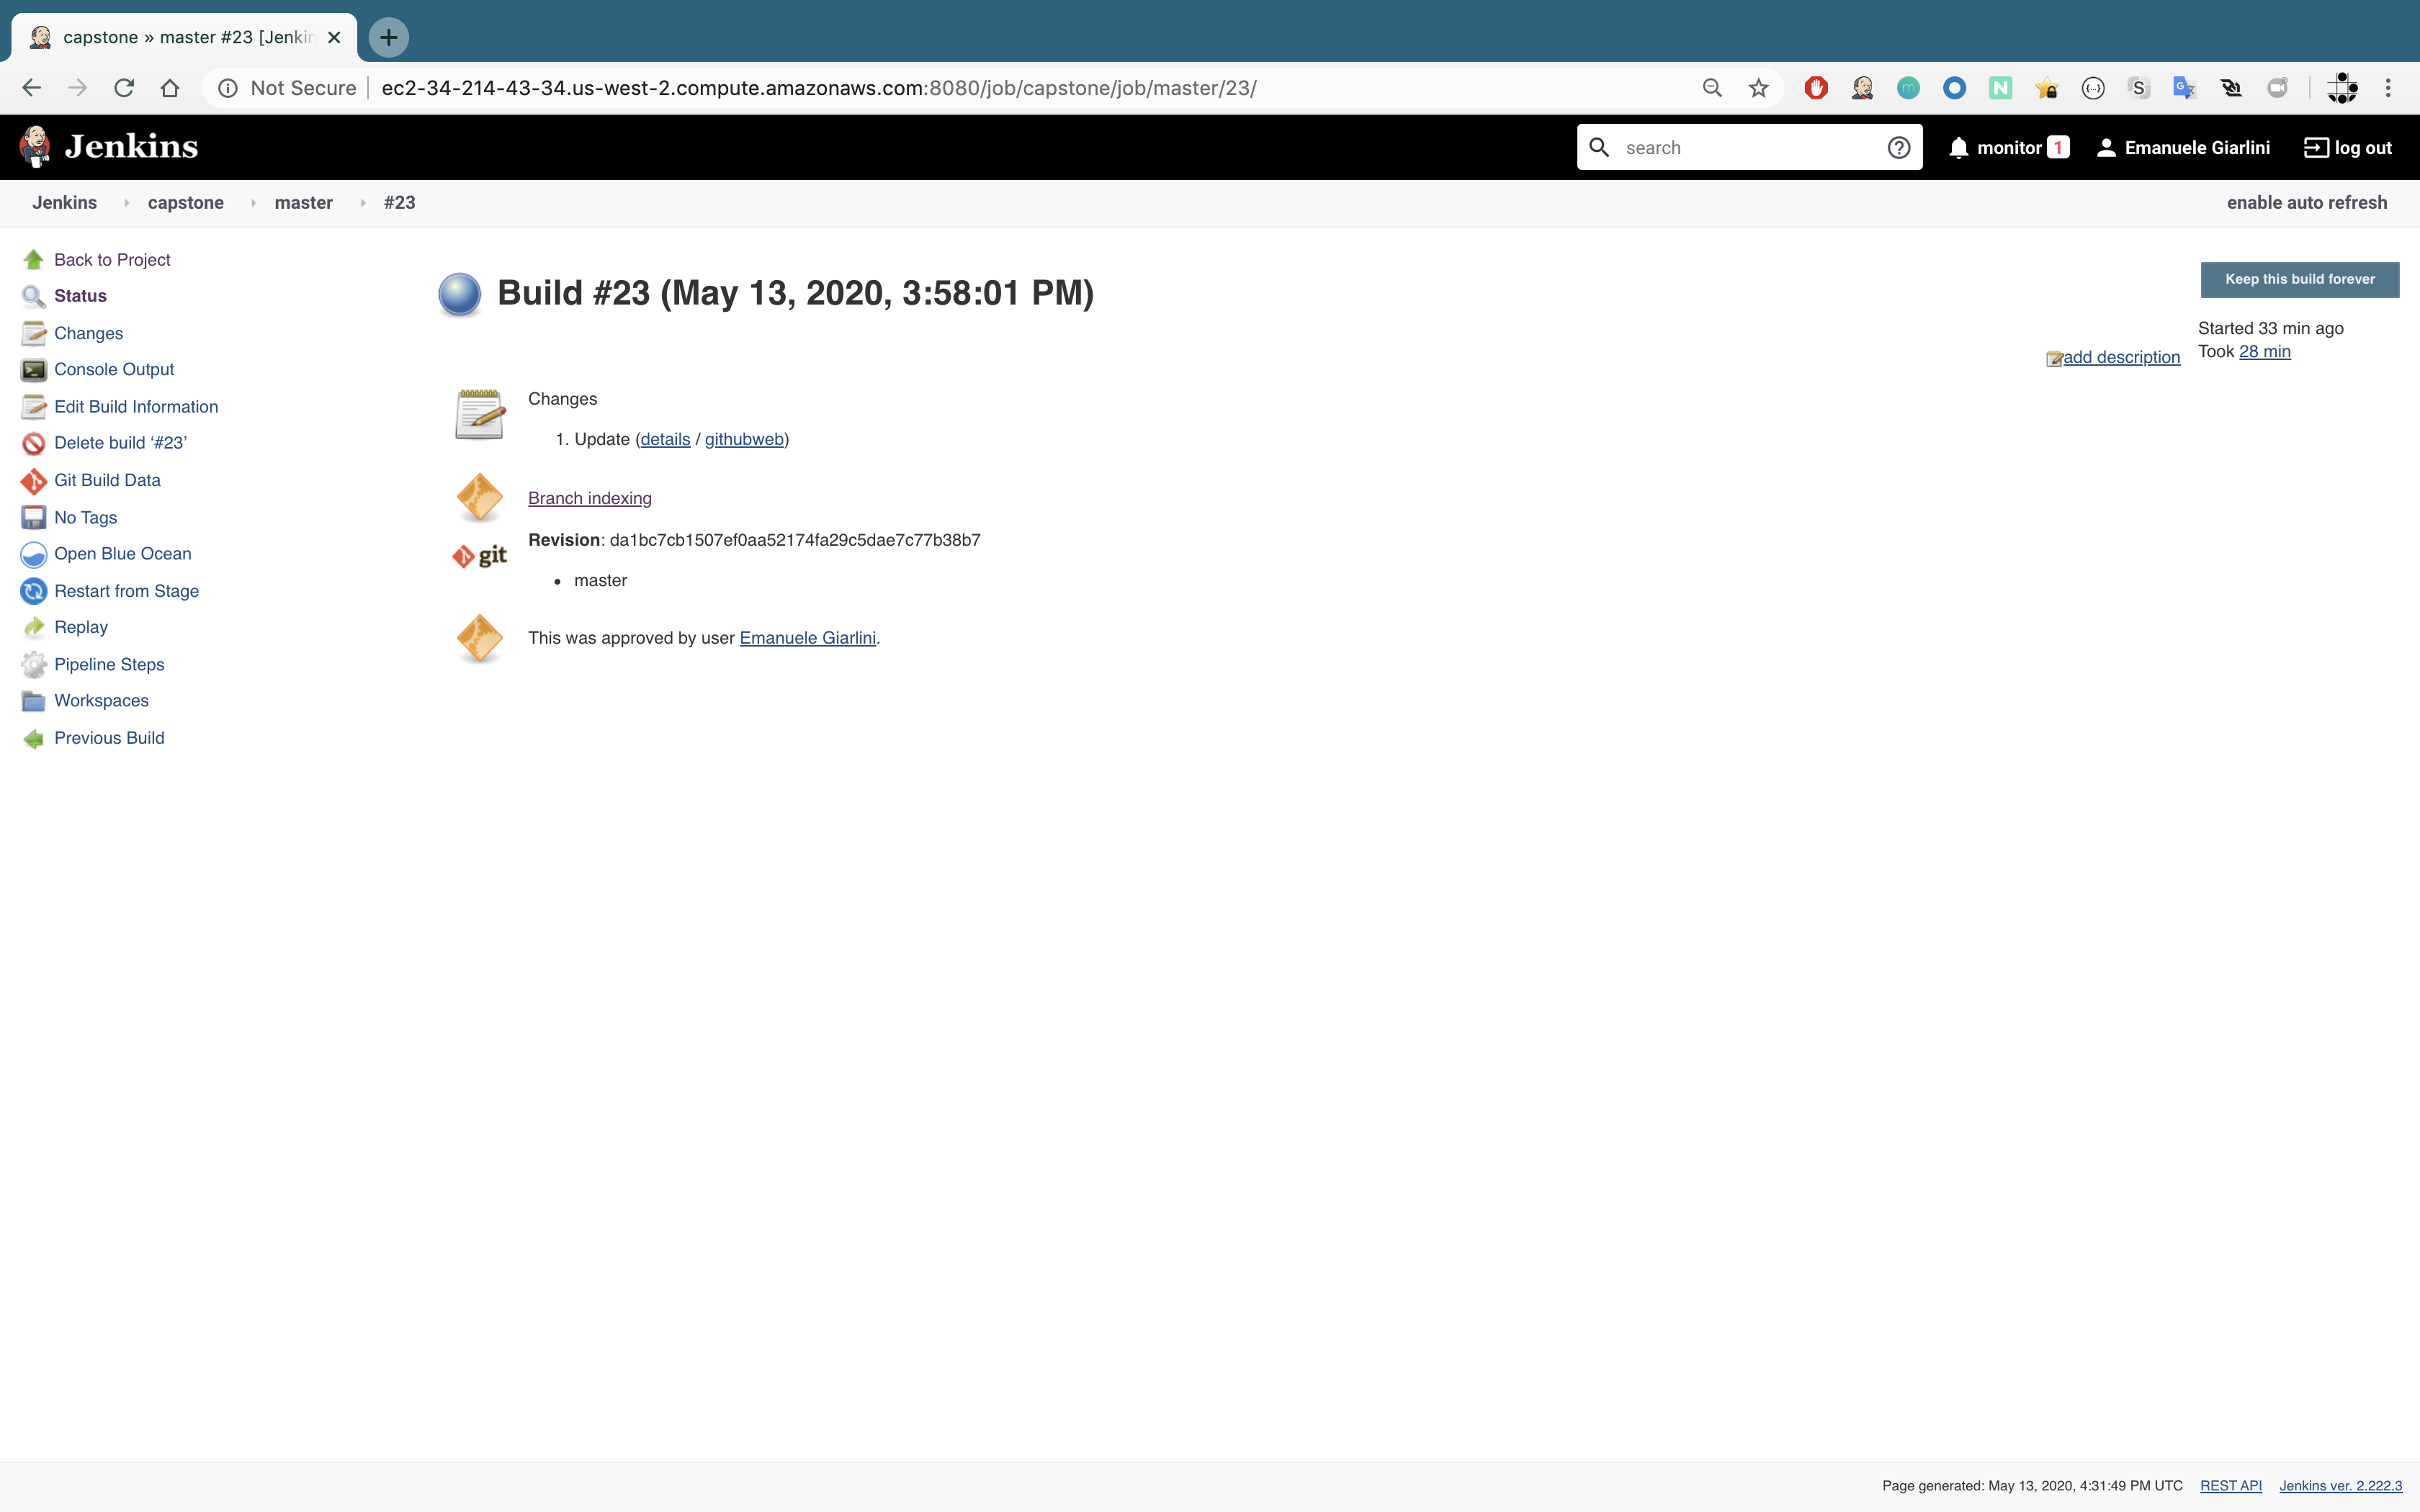 capstone » master #23 [Jenkin
Not Secure ec2-34-214-43-34.us-west-2.compute.amazonaws.com:8080/job/capstone/job/master/23/
Jenkins search monitor 1 Emanuele Giarlini log out
Jenkins capstone master #23 enable auto refresh
Back to Project
Status
Changes
Console Output
Edit Build Information
Delete build ‘#23’
Git Build Data
No Tags
Open Blue Ocean
Restart from Stage
Replay
Pipeline Steps
Workspaces
Previous Build
Build #23 (May 13, 2020, 3:58:01 PM)
Keep this build forever
Started 33 min ago
Took 28 min
add description
Changes
1. Update (details / githubweb)
Branch indexing
git
Revision: da1bc7cb1507ef0aa52174fa29c5dae7c77b38b7
• master
This was approved by user Emanuele Giarlini.
Page generated: May 13, 2020, 4:31:49 PM UTC REST API Jenkins ver. 2.222.3